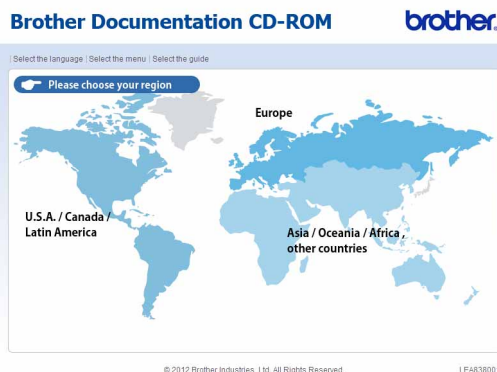 Brother Documentation CD-ROM
brother
| Select the language | Select the menu | Select the guide
Please choose your region
Europe
U.S.A. / Canada /
Latin America
Asia / Oceania / Africa ,
other countries
© 2012 Brother Industries, Ltd. All Rights Reserved.
LEA838001